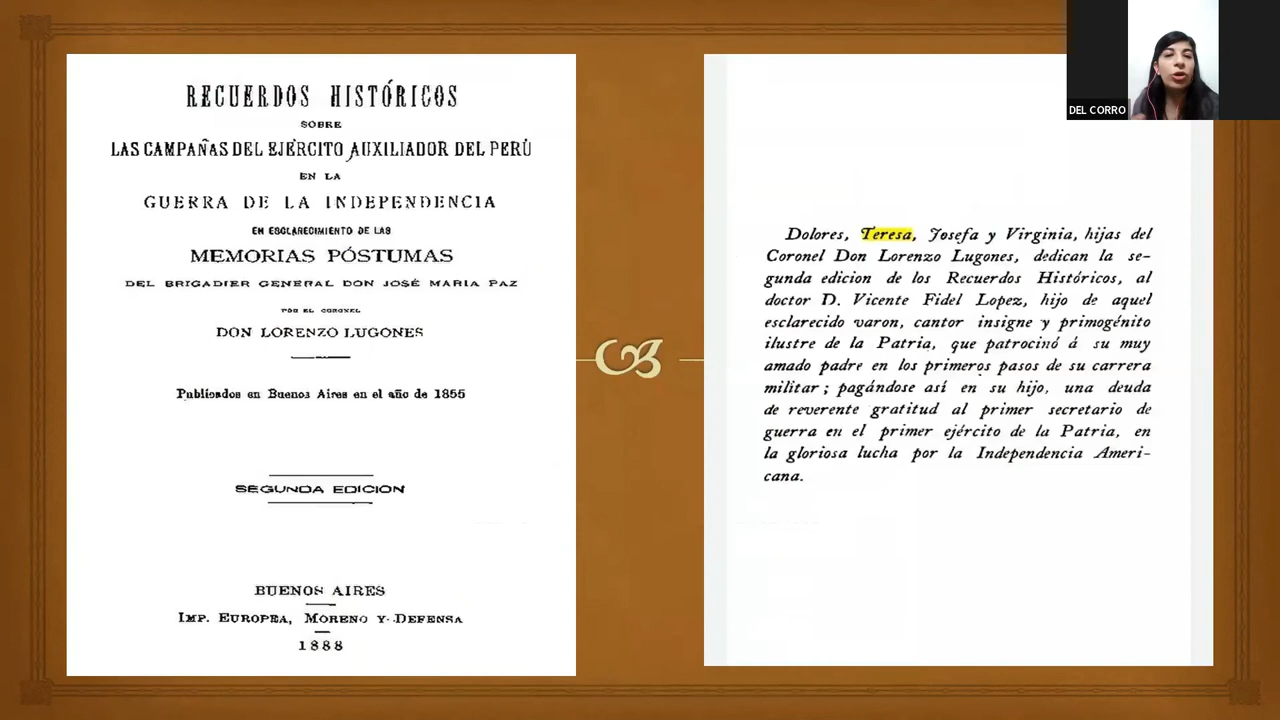 RECUERDOS HISTÓRICOS
SOBRE
LAS CAMPAÑAS DEL EJÉRCITO AUXILIADOR DEL PERÚ
EN LA
GUERRA DE LA INDEPENDENCIA
EN ESCLARECIMIENTO DE LAS
MEMORIAS PÓSTUMAS
DEL BRIGADIER GENERAL DON JOSÉ MARIA PAZ
POR EL CORONEL
DON LORENZO LUGONES
Publicados en Buenos Aires en el año de 1855
SEGUNDA EDICION
BUENOS AIRES
IMP. EUROPEA, MORENO Y DEFENSA
1888
Dolores, Teresa, Josefa y Virginia, hijas del
Coronel Don Lorenzo Lugones, dedican la se-
gunda edicion de los Recuerdos Históricos, al
doctor D. Vicente Fidel Lopez, hijo de aquel
esclarecido varon, cantor insigne y primogénito
ilustre de la Patria, que patrocinó á su muy
amado padre en los primeros pasos de su carrera
militar; pagándose así en su hijo, una deuda
de reverente gratitud al primer secretario de
guerra en el primer ejército de la Patria, en
la gloriosa lucha por la Independencia Ameri-
cana.
DEL CORRO